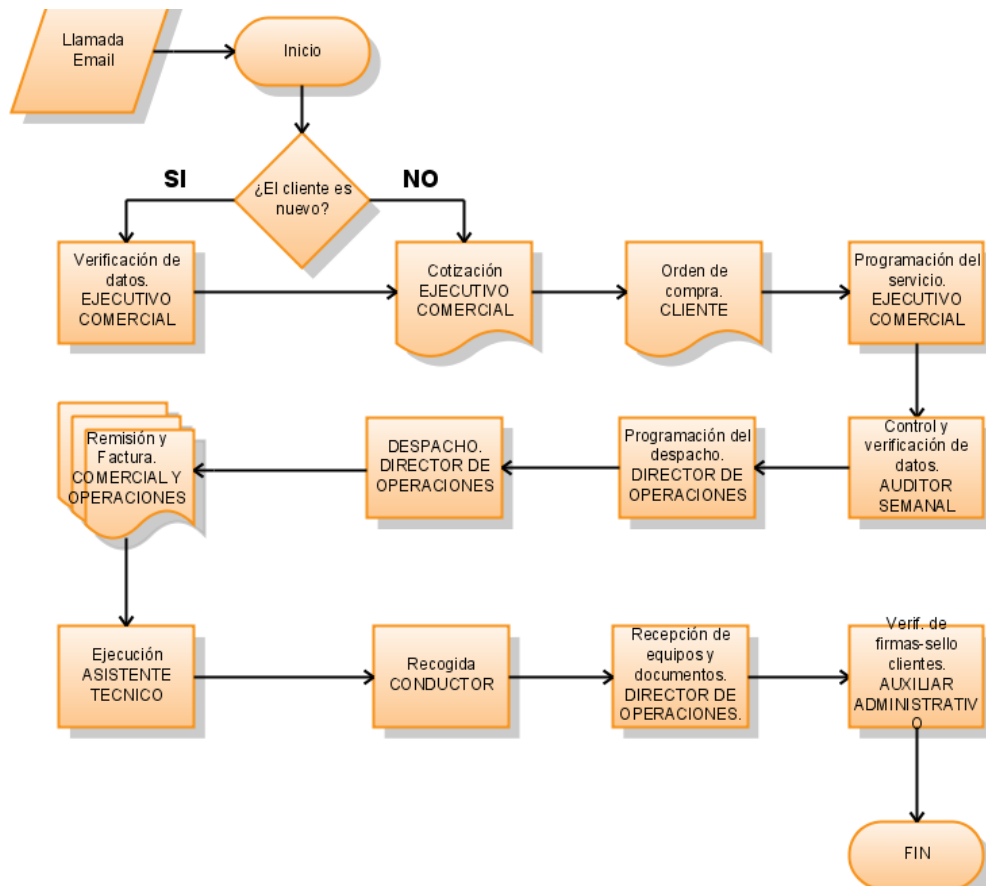 Llamada
Email
Inicio
¿El cliente es
nuevo?
SI
NO
Verificación de
datos.
EJECUTIVO
COMERCIAL
Cotización
EJECUTIVO
COMERCIAL
Orden de
compra.
CLIENTE
Programación del
servicio.
EJECUTIVO
COMERCIAL
Control y
verificación de
datos.
AUDITOR
SEMANAL
Programación del
despacho.
DIRECTOR DE
OPERACIONES
DESPACHO.
DIRECTOR DE
OPERACIONES
Remisión y
Factura.
COMERCIAL Y
OPERACIONES
Ejecución
ASISTENTE
TECNICO
Recogida
CONDUCTOR
Recepción de
equipos y
documentos.
DIRECTOR DE
OPERACIONES.
Verif. de
firmas-sello
clientes.
AUXILIAR
ADMINISTRATIV
O
FIN